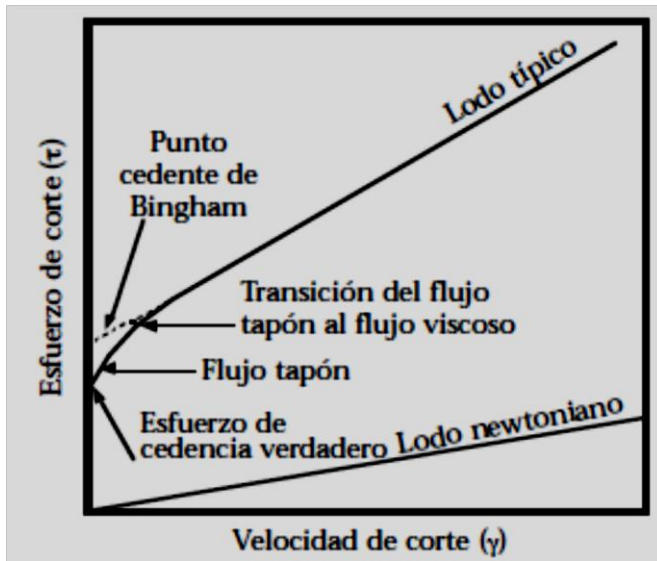 Lodo típico
Punto
cedente de
Bingham
Esfuerzo de corte (τ)
Transición del flujo
tapón al flujo viscoso
Flujo tapón
Esfuerzo de
cedencia verdadero
Lodo newtoniano
Velocidad de corte (γ)